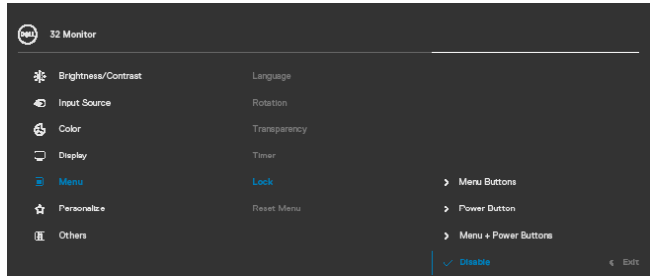 DELL 32 Monitor
Brightness/Contrast Language
Input Source Rotation
Color Transparency
Display Timer
Menu Lock Menu Buttons
Personalize Reset Menu Power Button
Others Menu + Power Buttons
Disable Exit